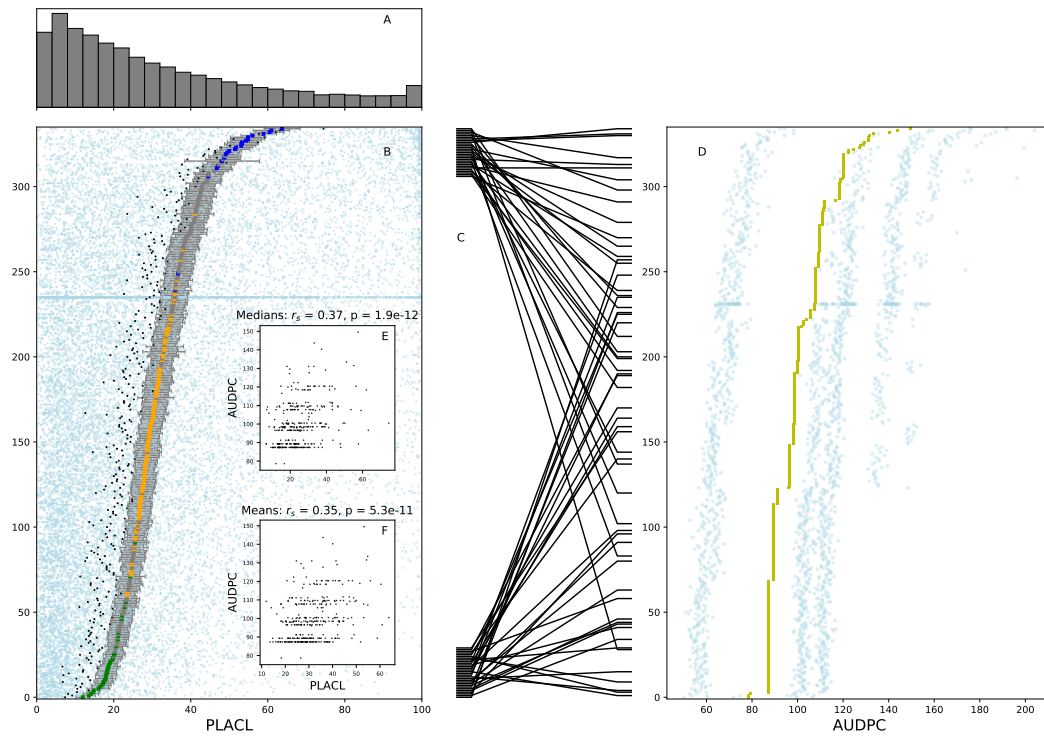 A
B
C
D
300
250
200
150
100
50
0
0 20 40 60 80 100
PLACL
Medians: r_s = 0.37, p = 1.9e-12
E
150
140
130
120
110
100
90
80
AUDPC
20 40 60
Means: r_s = 0.35, p = 5.3e-11
F
150
140
130
120
110
100
90
80
AUDPC
10 20 30 40 50 60
PLACL
300
250
200
150
100
50
0
60 80 100 120 140 160 180 200
AUDPC